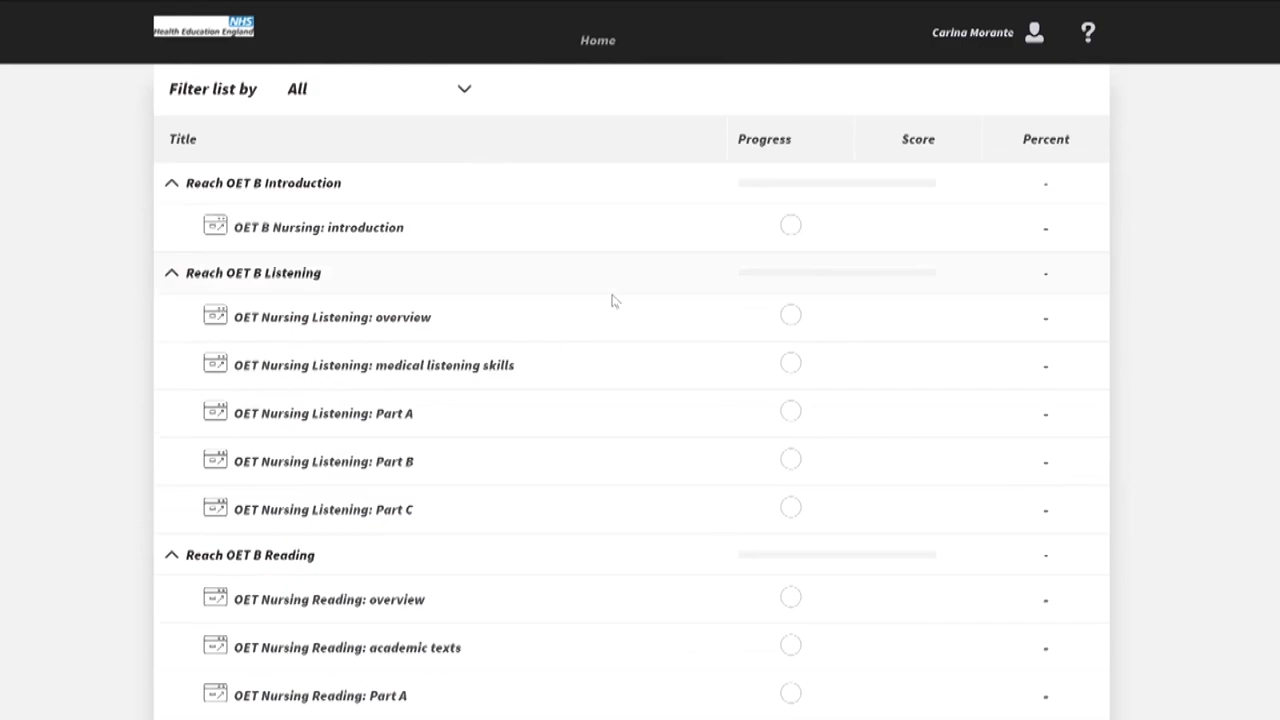 NHS
Health Education England
Home
Carina Morante
?
Filter list by All
Title Progress Score Percent
Reach OET B Introduction -
OET B Nursing: introduction -
Reach OET B Listening -
OET Nursing Listening: overview -
OET Nursing Listening: medical listening skills -
OET Nursing Listening: Part A -
OET Nursing Listening: Part B -
OET Nursing Listening: Part C -
Reach OET B Reading -
OET Nursing Reading: overview -
OET Nursing Reading: academic texts -
OET Nursing Reading: Part A -